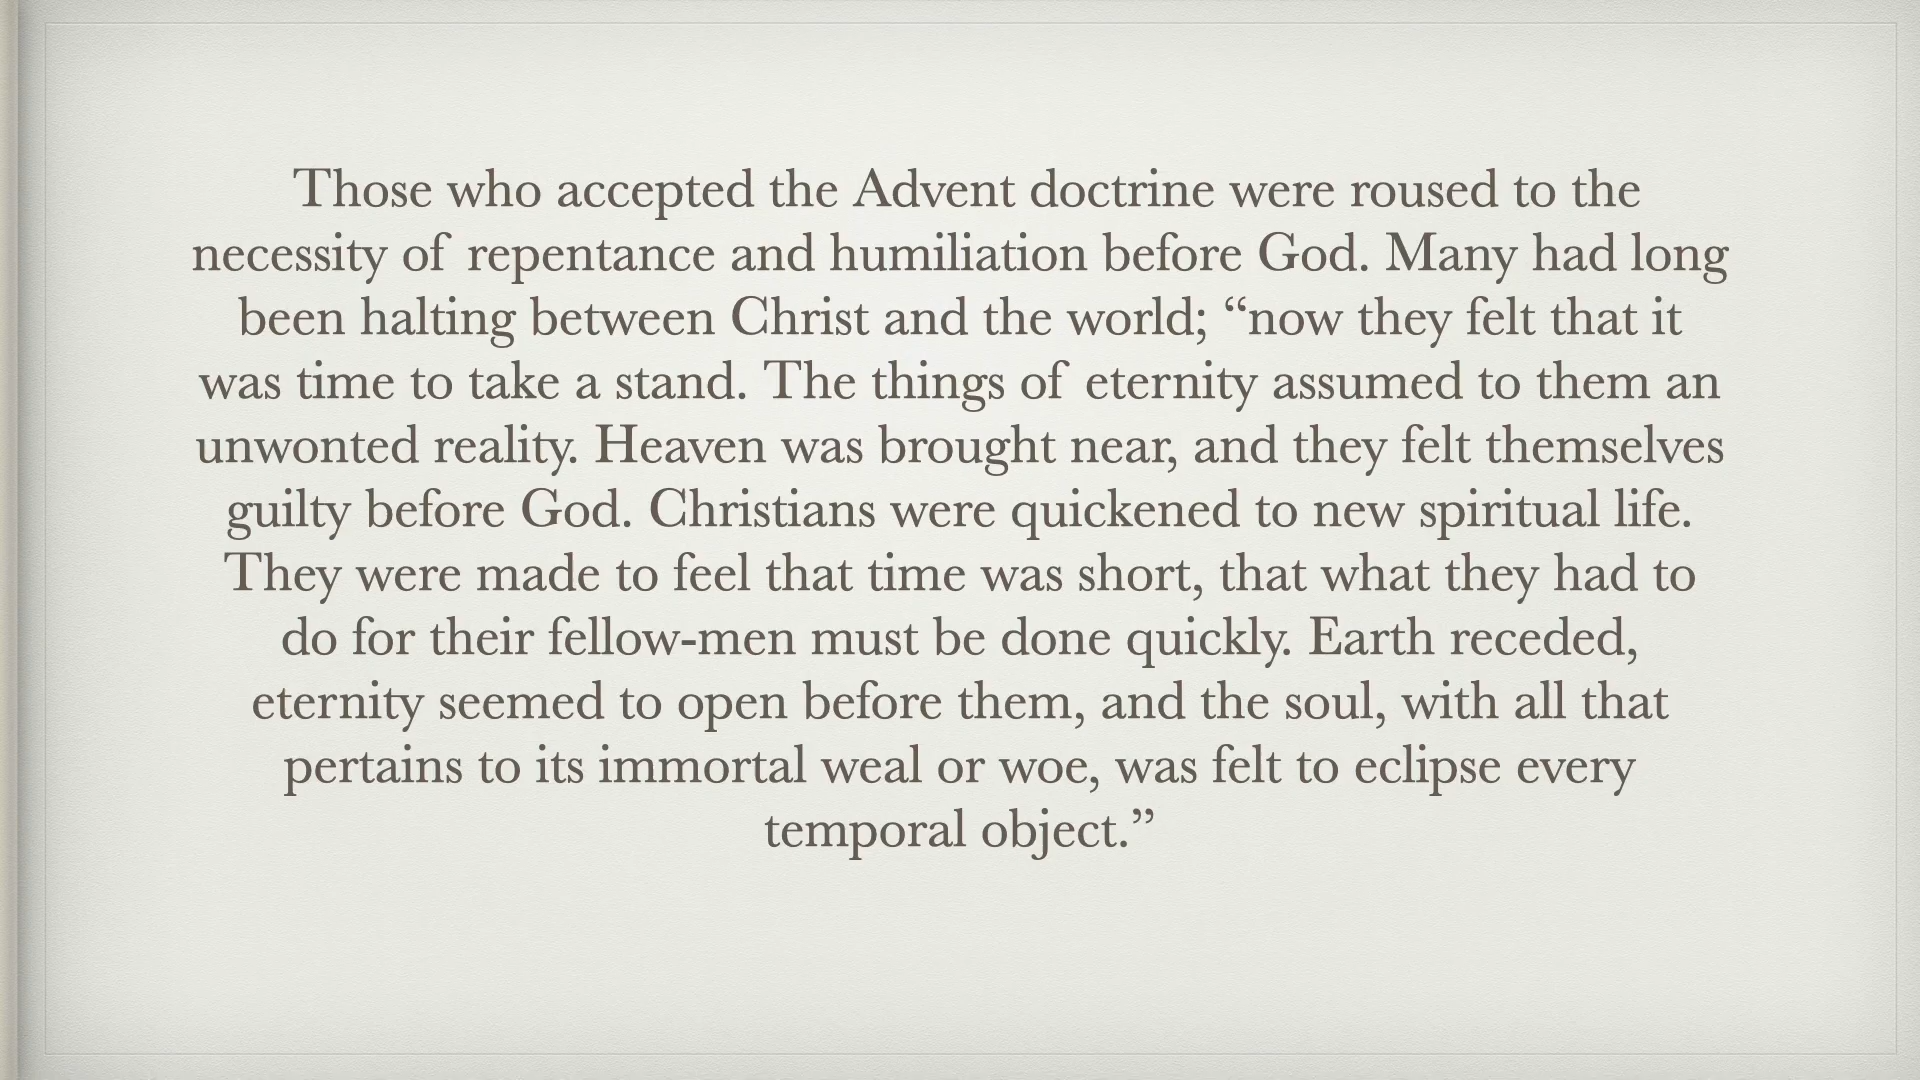 Those who accepted the Advent doctrine were roused to the
necessity of repentance and humiliation before God. Many had long
been halting between Christ and the world; “now they felt that it
was time to take a stand. The things of eternity assumed to them an
unwonted reality. Heaven was brought near, and they felt themselves
guilty before God. Christians were quickened to new spiritual life.
They were made to feel that time was short, that what they had to
do for their fellow-men must be done quickly. Earth receded,
eternity seemed to open before them, and the soul, with all that
pertains to its immortal weal or woe, was felt to eclipse every
temporal object.”